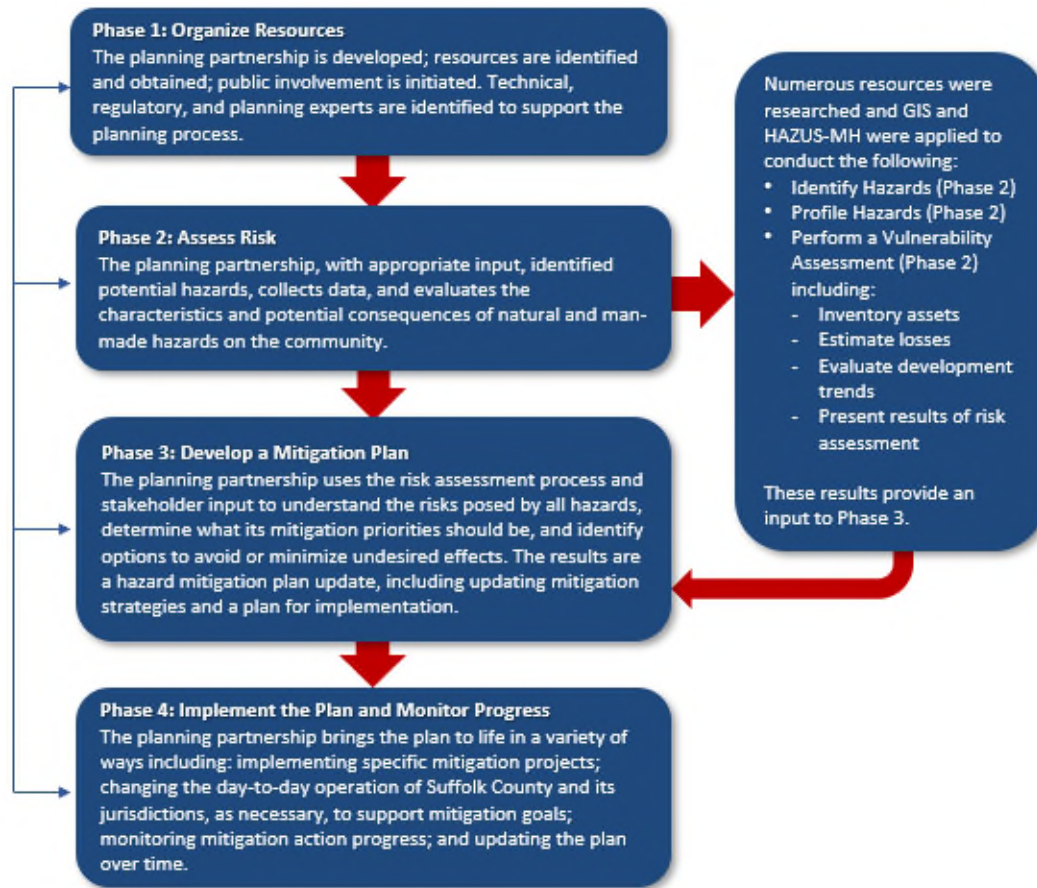 Phase 1: Organize Resources
The planning partnership is developed; resources are identified
and obtained; public involvement is initiated. Technical,
regulatory, and planning experts are identified to support the
planning process.
Phase 2: Assess Risk
The planning partnership, with appropriate input, identified
potential hazards, collects data, and evaluates the
characteristics and potential consequences of natural and man-
made hazards on the community.
Numerous resources were
researched and GIS and
HAZUS-MH were applied to
conduct the following:
• Identify Hazards (Phase 2)
• Profile Hazards (Phase 2)
• Perform a Vulnerability
Assessment (Phase 2)
including:
- Inventory assets
- Estimate losses
- Evaluate development
trends
- Present results of risk
assessment
These results provide an
input to Phase 3.
Phase 3: Develop a Mitigation Plan
The planning partnership uses the risk assessment process and
stakeholder input to understand the risks posed by all hazards,
determine what its mitigation priorities should be, and identify
options to avoid or minimize undesired effects. The results are
a hazard mitigation plan update, including updating mitigation
strategies and a plan for implementation.
Phase 4: Implement the Plan and Monitor Progress
The planning partnership brings the plan to life in a variety of
ways including: implementing specific mitigation projects;
changing the day-to-day operation of Suffolk County and its
jurisdictions, as necessary, to support mitigation goals;
monitoring mitigation action progress; and updating the plan
over time.